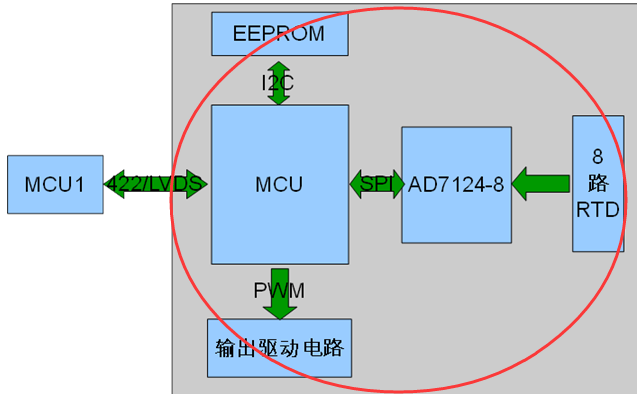 EEPROM
I2C
MCU1
422/LVDS
MCU
SPI
AD7124-8
8
路
RTD
PWM
输出驱动电路